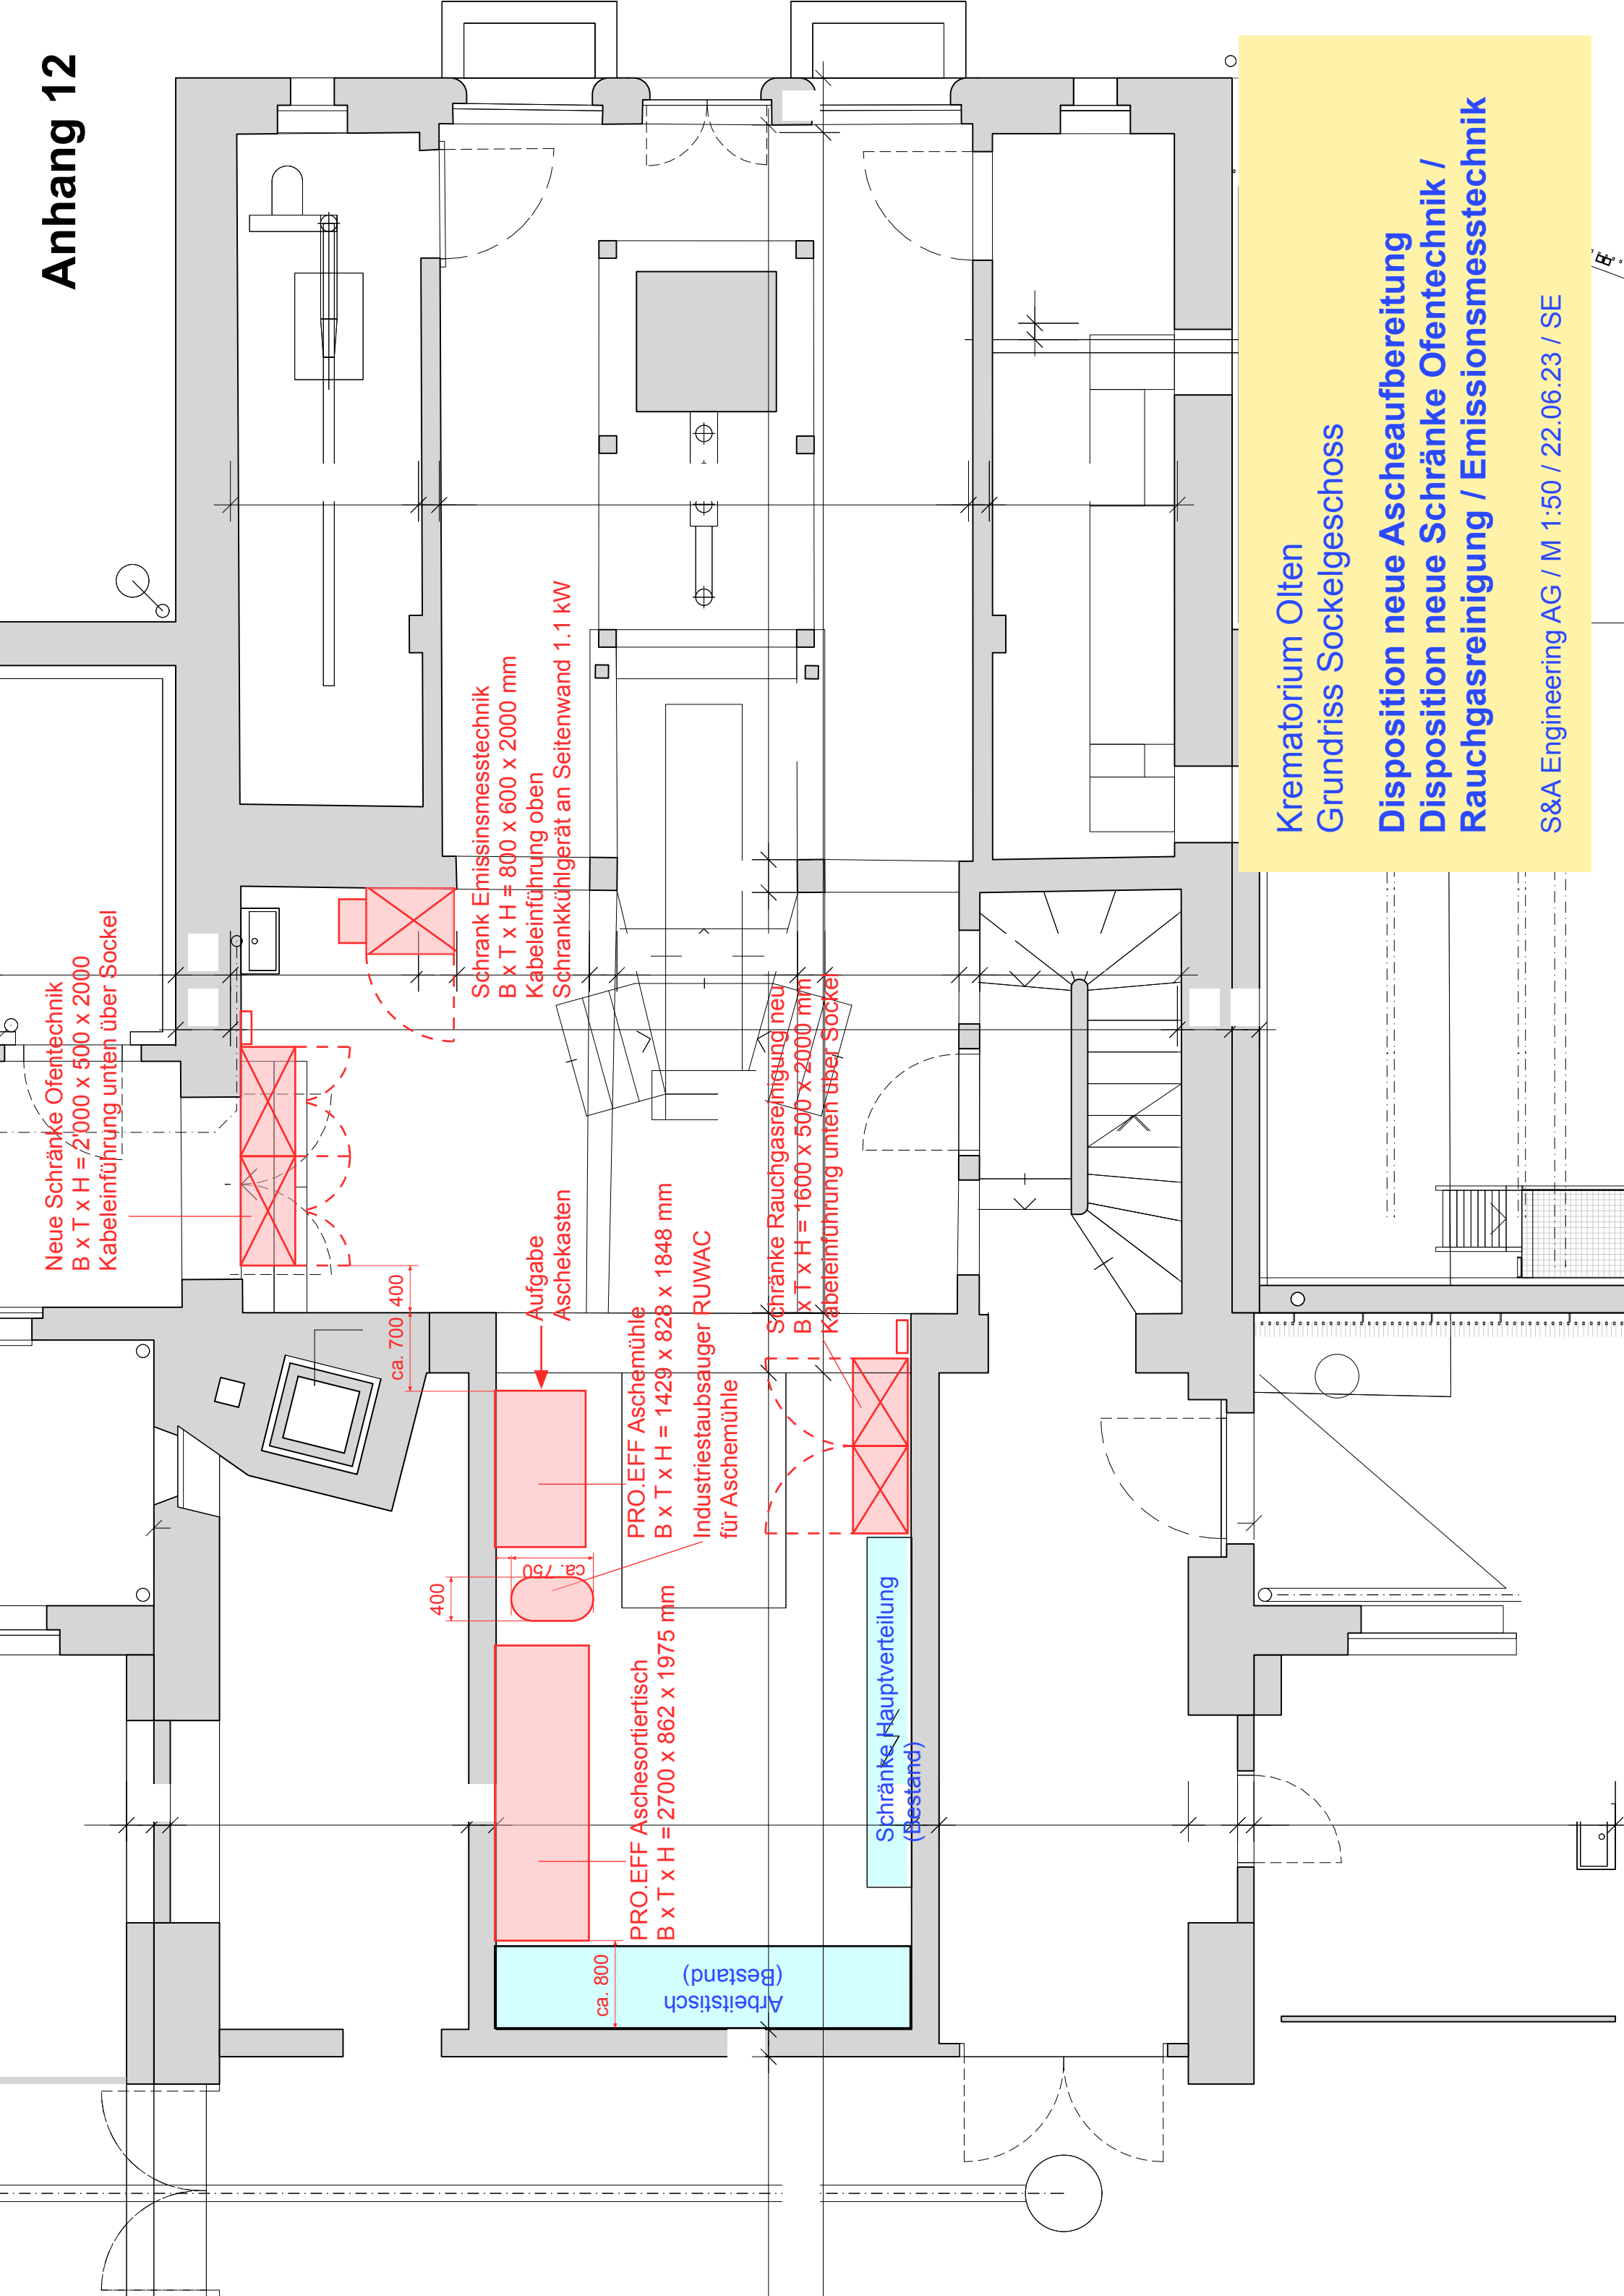 Anhang 12
Krematorium Olten
Grundriss Sockelgeschoss
Disposition neue Ascheaufbereitung
Disposition neue Schränke Ofentechnik /
Rauchgasreinigung / Emissionsmesstechnik
S&A Engineering AG / M 1:50 / 22.06.23 / SE
Neue Schränke Ofentechnik
B x T x H = 2'000 x 500 x 2000
Kabeleinführung unten über Sockel
Schrank Emissinsmesstechnik
B x T x H = 800 x 600 x 2000 mm
Kabeleinführung oben
Schrankkühlgerät an Seitenwand 1.1 kW
Schränke Rauchgasreinigung neu
B x T x H = 1600 x 500 x 2000 mm
Kabeleinführung unten über Sockel
Aufgabe
Aschekasten
400
ca. 700
PRO.EFF Aschemühle
B x T x H = 1429 x 828 x 1848 mm
Industriestaubsauger RUWAC
für Aschemühle
ca. 750
400
PRO.EFF Aschesortiertisch
B x T x H = 2700 x 862 x 1975 mm
ca. 800
Schränke Hauptverteilung
(Bestand)
Arbeitstisch
(Bestand)